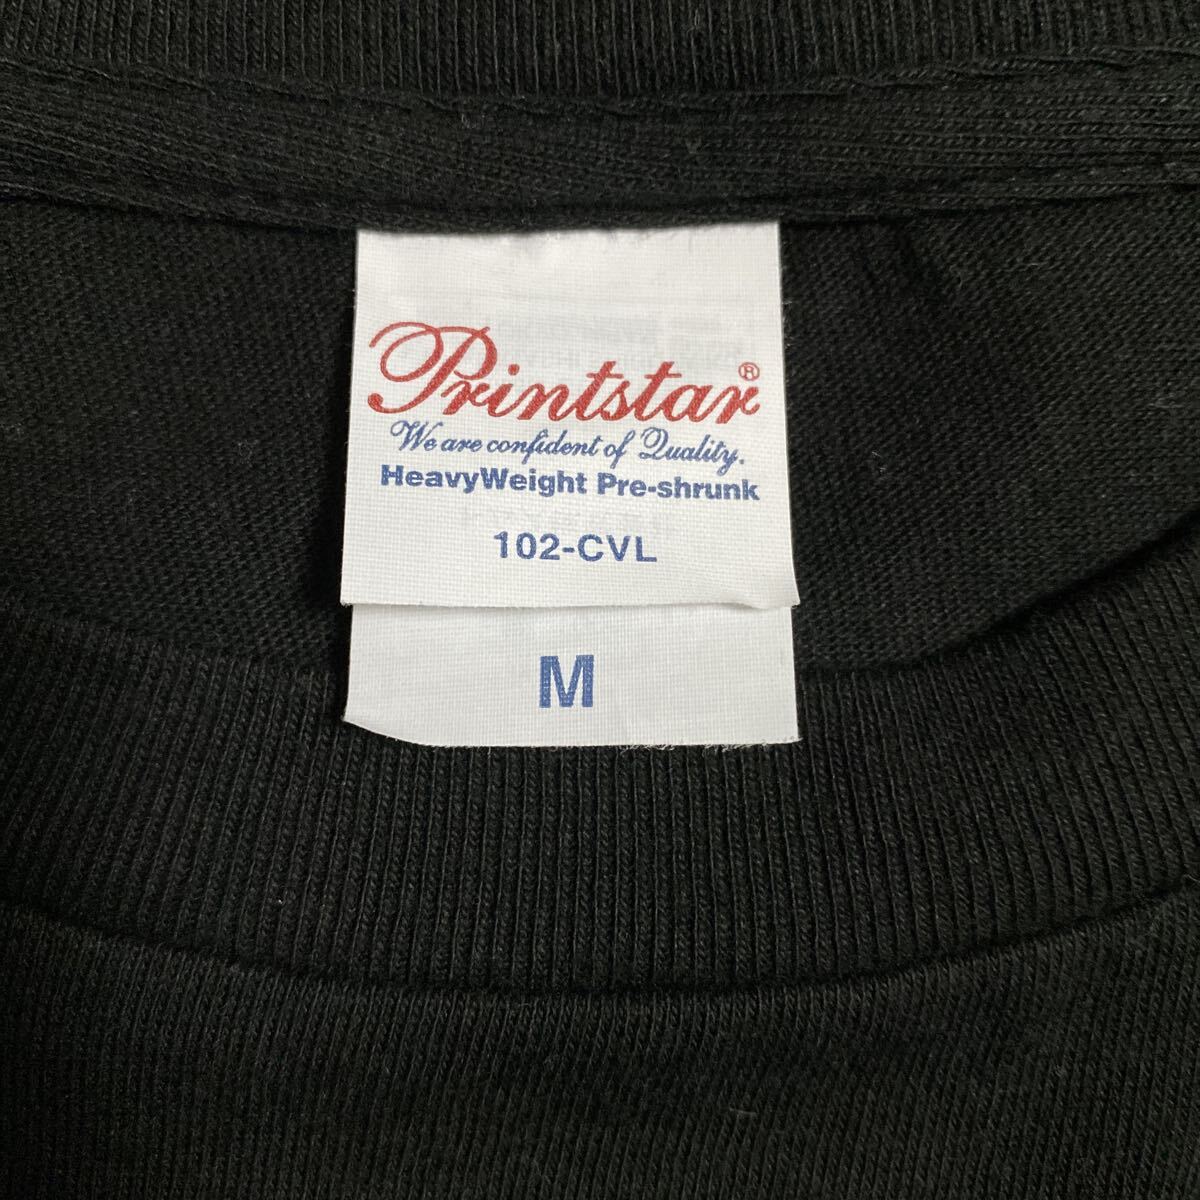 Printstar®
We are confident of Quality.
HeavyWeight Pre-shrunk
102-CVL
M